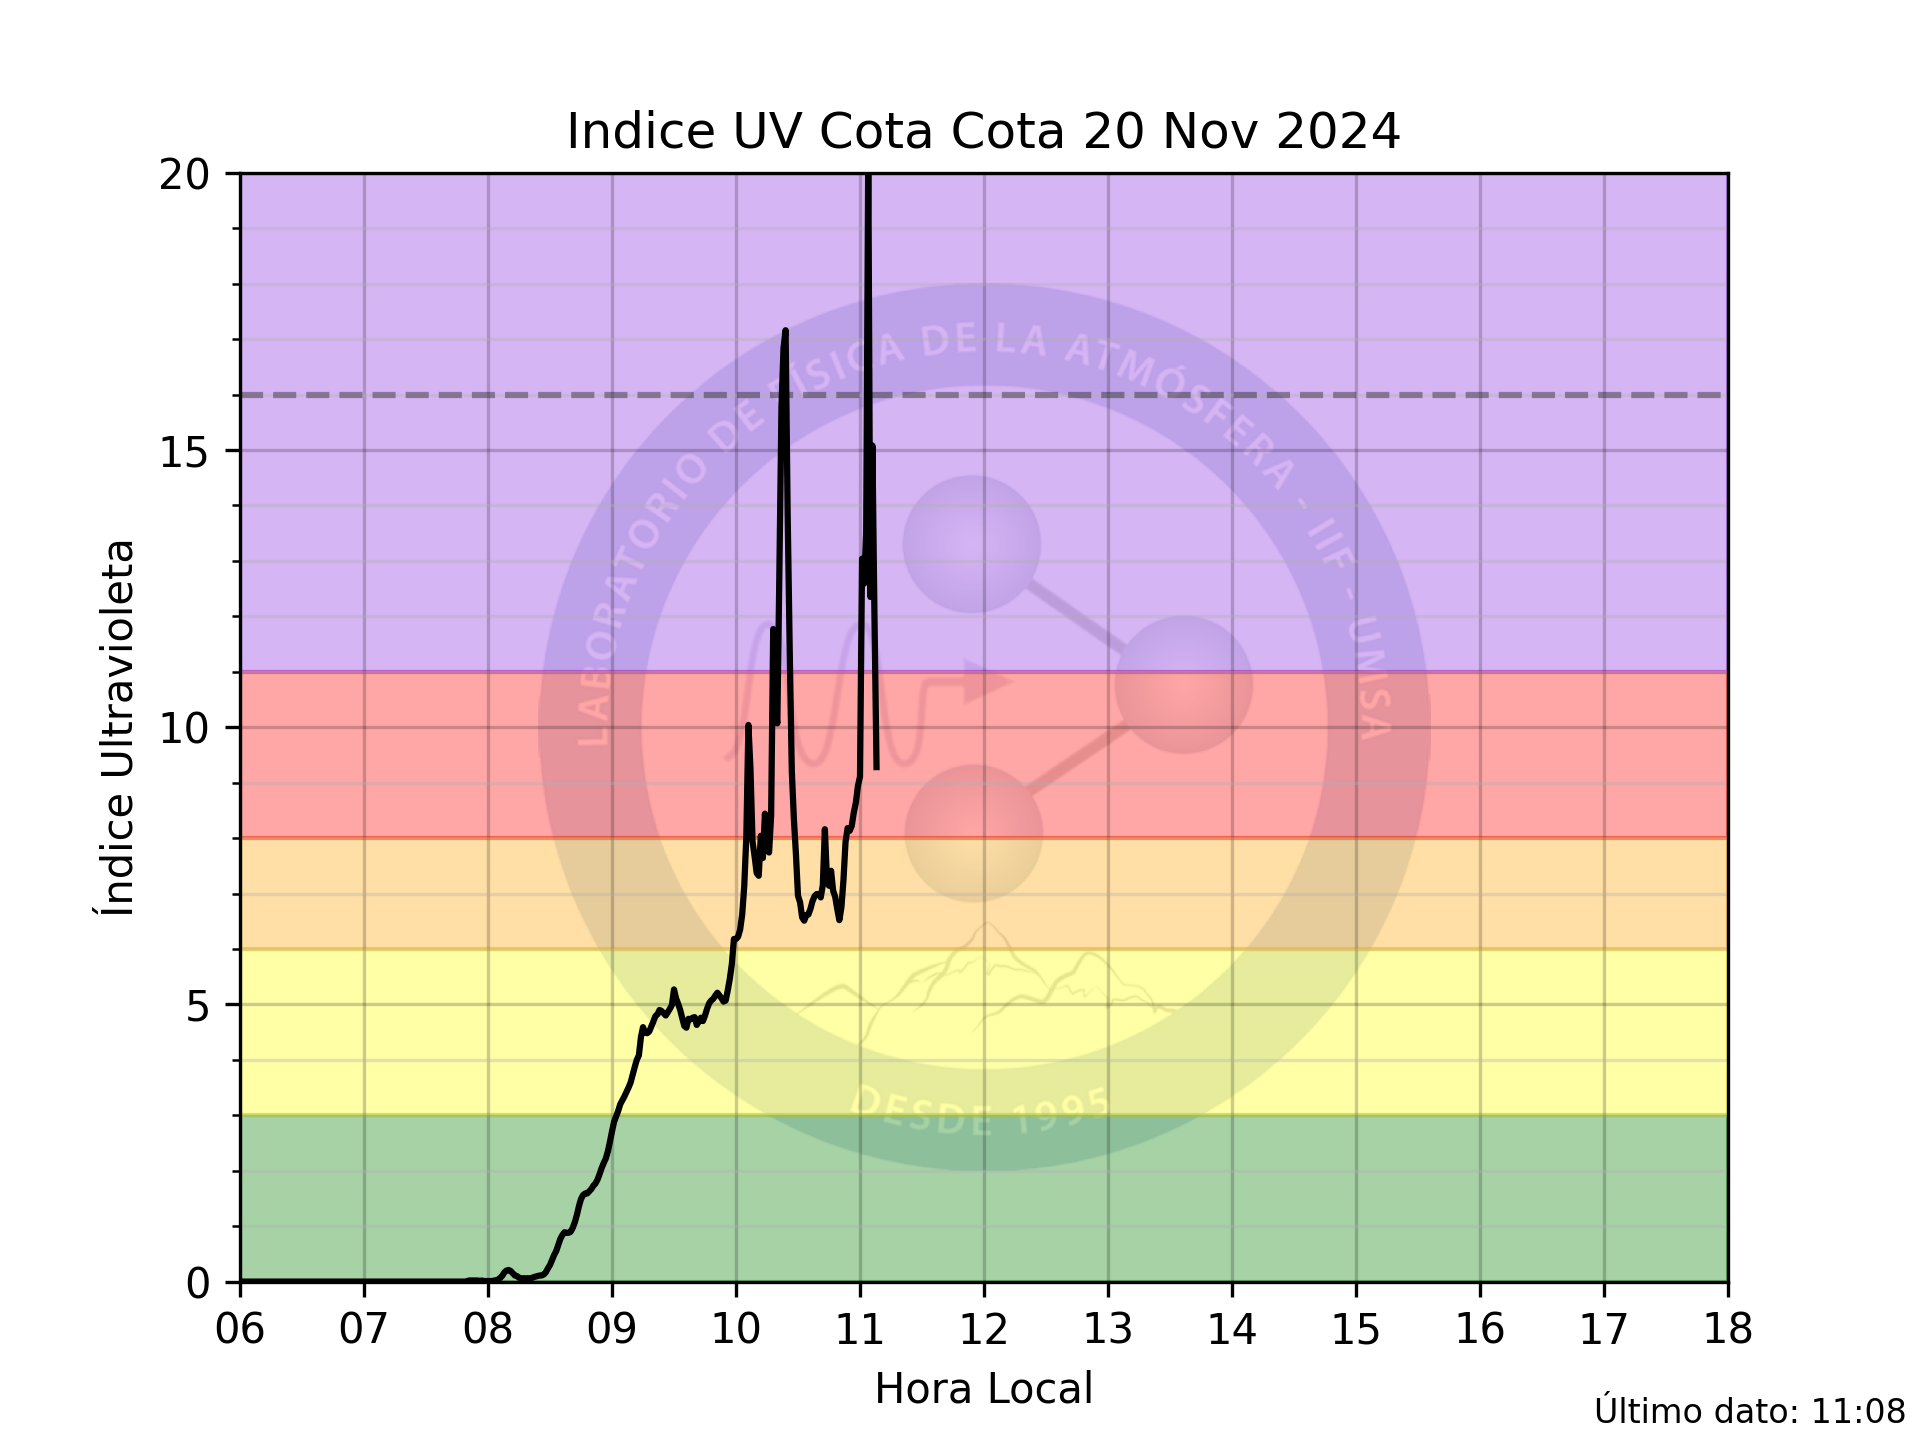 Indice UV Cota Cota 20 Nov 2024
20
15
10
5
0
Índice Ultravioleta
LABORATORIO DE FÍSICA DE LA ATMÓSFERA - IIF - UMSA
DESDE 1995
06 07 08 09 10 11 12 13 14 15 16 17 18
Hora Local
Último dato: 11:08